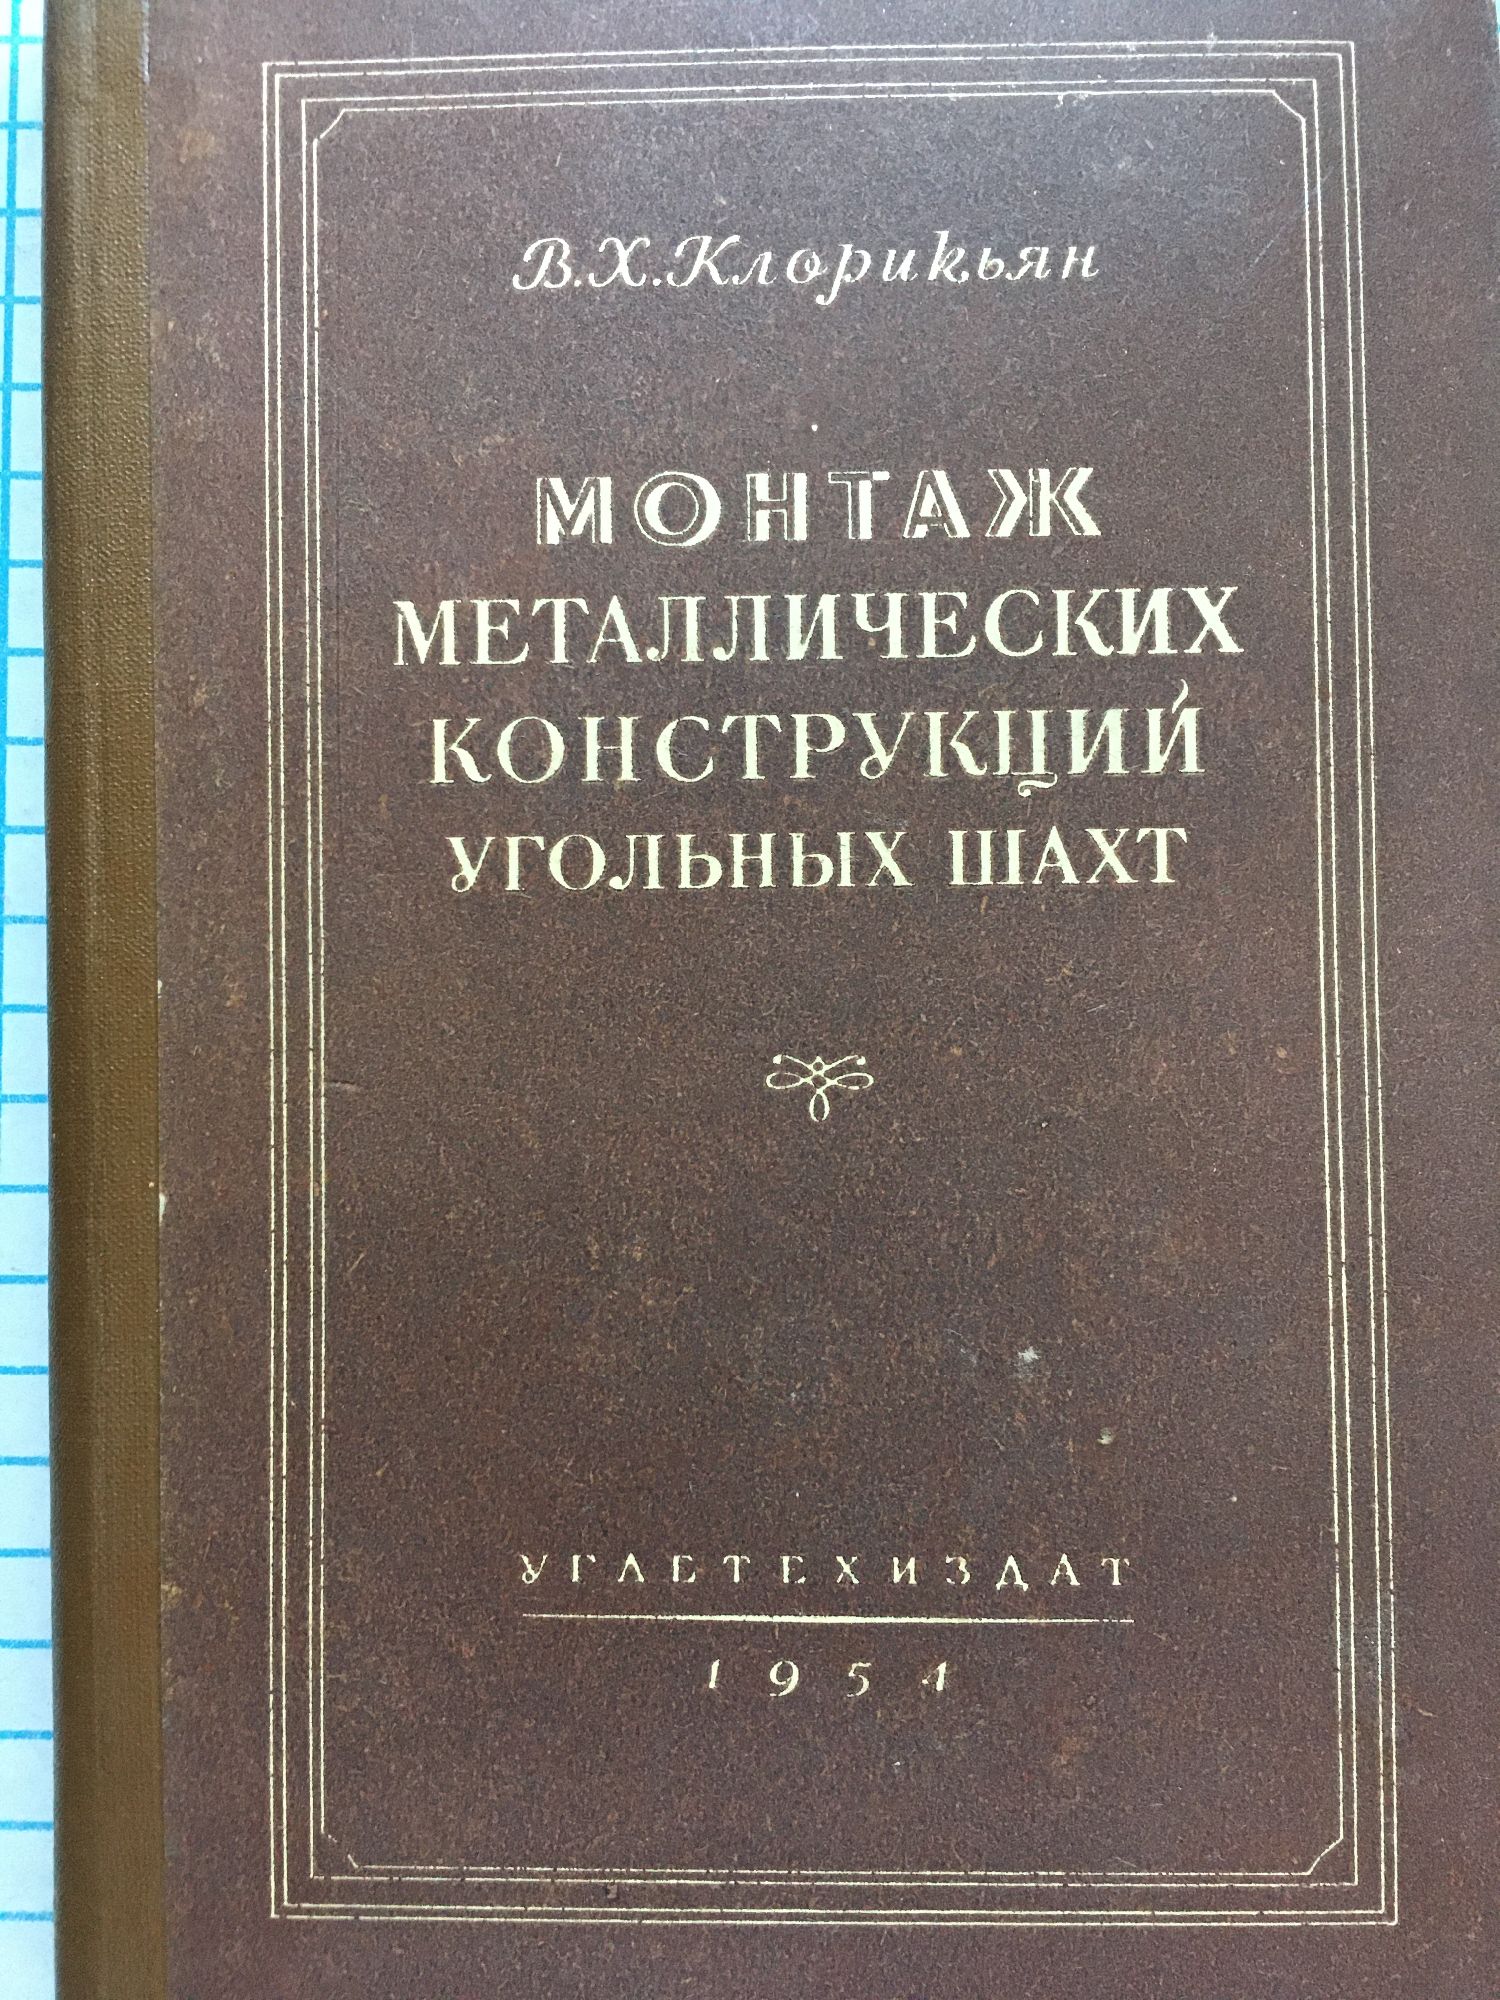 В.Х.Клорикьян
МОНТАЖ
МЕТАЛЛИЧЕСКИХ
КОНСТРУКЦИЙ
УГОЛЬНЫХ ШАХТ
УГЛЕТЕХИЗДАТ
1954